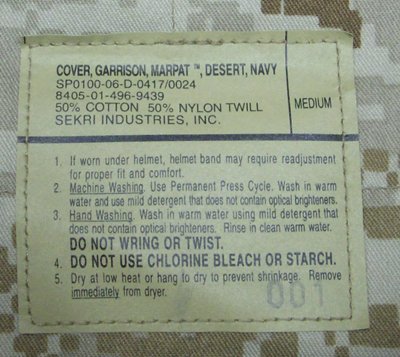 COVER, GARRISON, MARPAT ™, DESERT, NAVY
SP0100-06-D-0417/0024
8405-01-496-9439
50% COTTON 50% NYLON TWILL
SEKRI INDUSTRIES, INC.
MEDIUM
1. If worn under helmet, helmet band may require readjustment
for proper fit and comfort.
2. Machine Washing. Use Permanent Press Cycle. Wash in warm
water and use mild detergent that does not contain optical brighteners.
3. Hand Washing. Wash in warm water using mild detergent that
does not contain optical brighteners. Rinse in clean warm water.
DO NOT WRING OR TWIST.
4. DO NOT USE CHLORINE BLEACH OR STARCH.
5. Dry at low heat or hang to dry to prevent shrinkage. Remove
immediately from dryer.
001